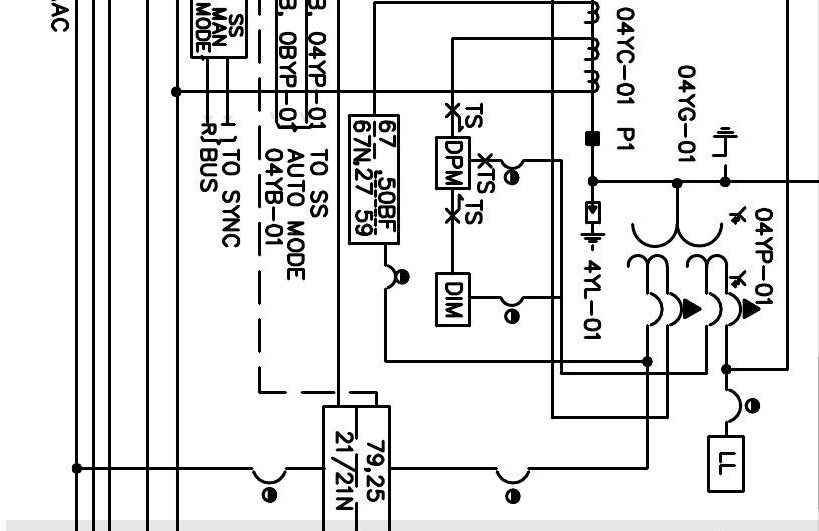 AC
SS
MAN
MODE
TO SYNC
BUS
R
B, 04YP-01
B, 0BYP-01
TO SS
AUTO MODE
04YB-01
67
67N,27
50BF
59
TS
DPM
TS
TS
DIM
04YC-01
P1
04YG-01
4YL-01
04YP-01
LL
79,25
21/21N